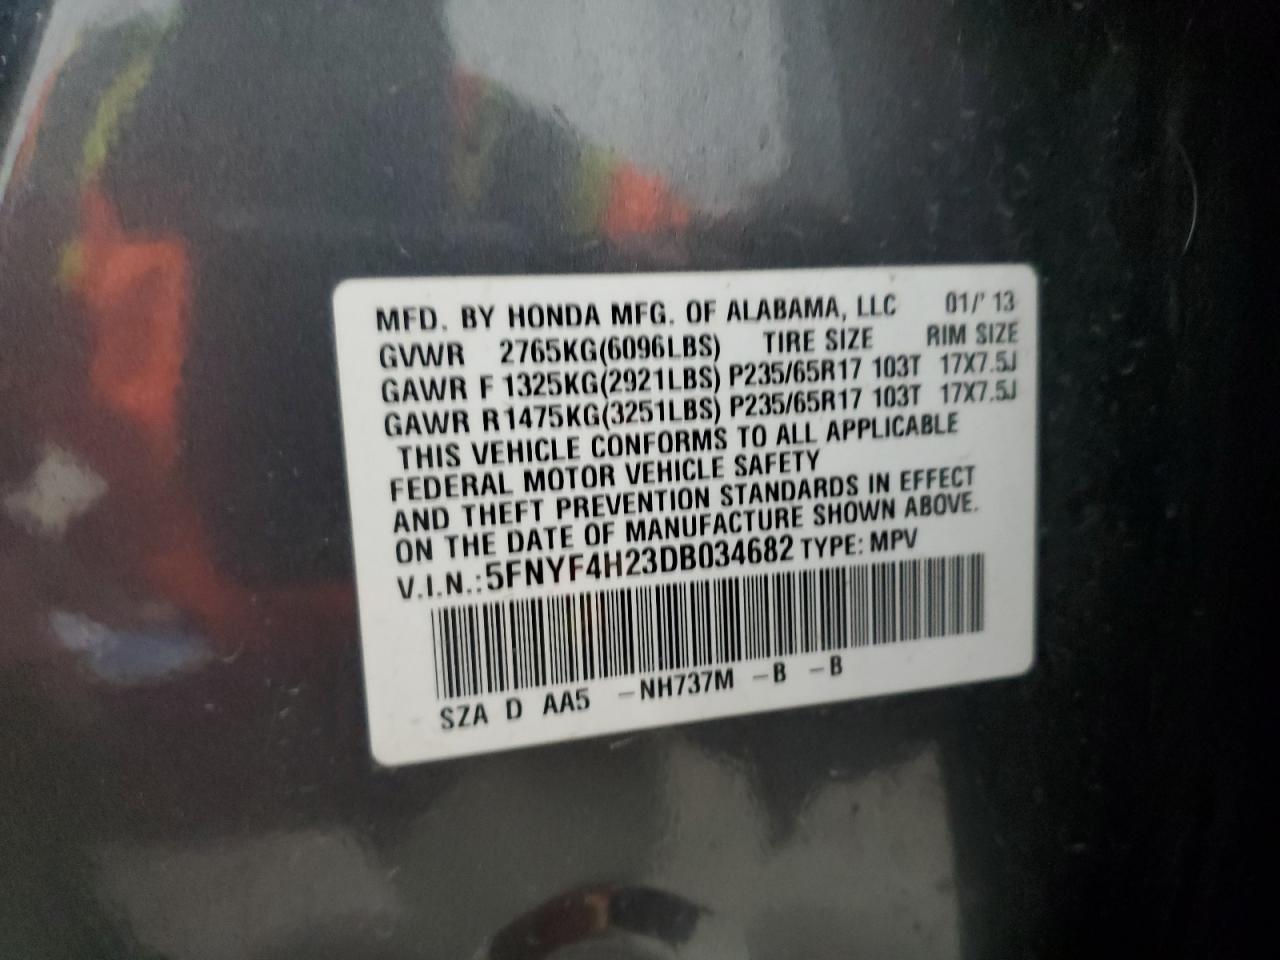 MFD. BY HONDA MFG. OF ALABAMA, LLC 01/' 13
GVWR 2765KG(6096LBS) TIRE SIZE RIM SIZE
GAWR F 1325KG(2921LBS) P235/65R17 103T 17X7.5J
GAWR R1475KG(3251LBS) P235/65R17 103T 17X7.5J
THIS VEHICLE CONFORMS TO ALL APPLICABLE
FEDERAL MOTOR VEHICLE SAFETY
AND THEFT PREVENTION STANDARDS IN EFFECT
ON THE DATE OF MANUFACTURE SHOWN ABOVE.
V.I.N.: 5FNYF4H23DB034682 TYPE: MPV
SZA D AA5 -NH737M -B -B